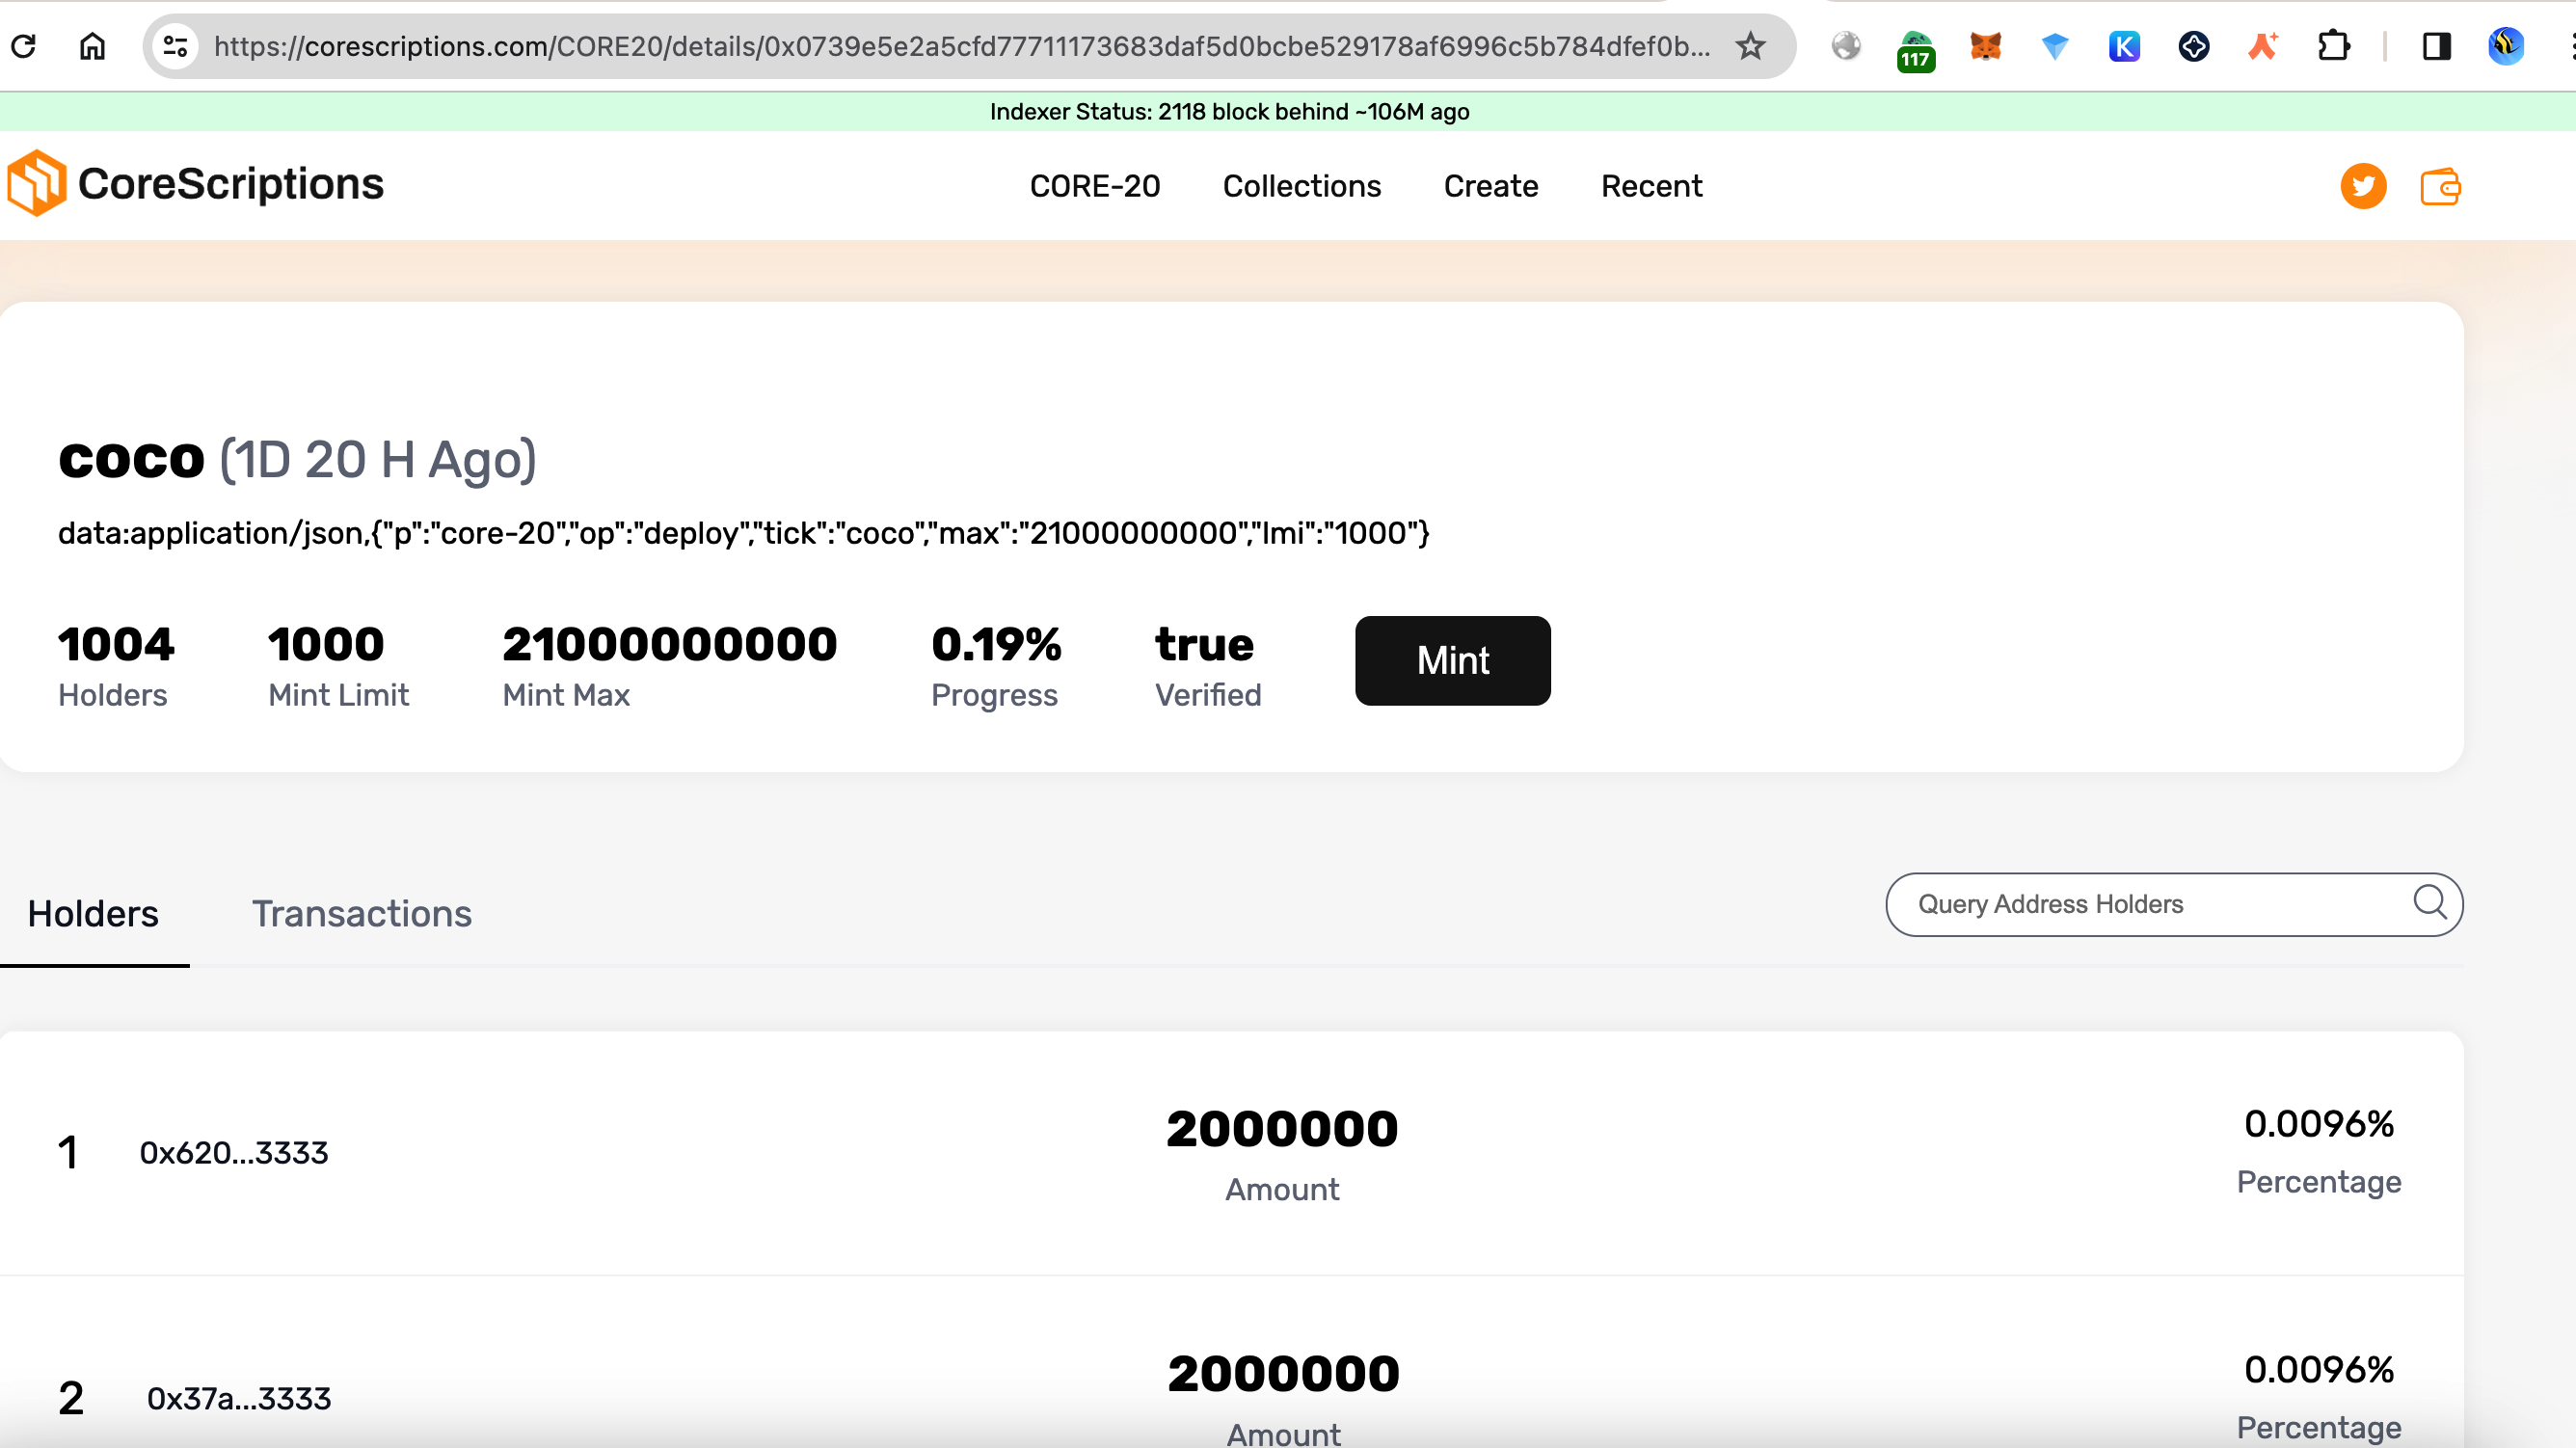 https://corescriptions.com/CORE20/details/0x0739e5e2a5cfd77711173683daf5d0bcbe529178af6996c5b784dfef0b...
117
K
Indexer Status: 2118 block behind ~106M ago
CoreScriptions
CORE-20 Collections Create Recent
coco (1D 20 H Ago)
data:application/json,{"p":"core-20","op":"deploy","tick":"coco","max":"21000000000","lmi":"1000"}
1004 1000 21000000000 0.19% true Mint
Holders Mint Limit Mint Max Progress Verified
Holders Transactions Query Address Holders
1 0x620...3333 2000000 0.0096%
Amount Percentage
2 0x37a...3333 2000000 0.0096%
Amount Percentage